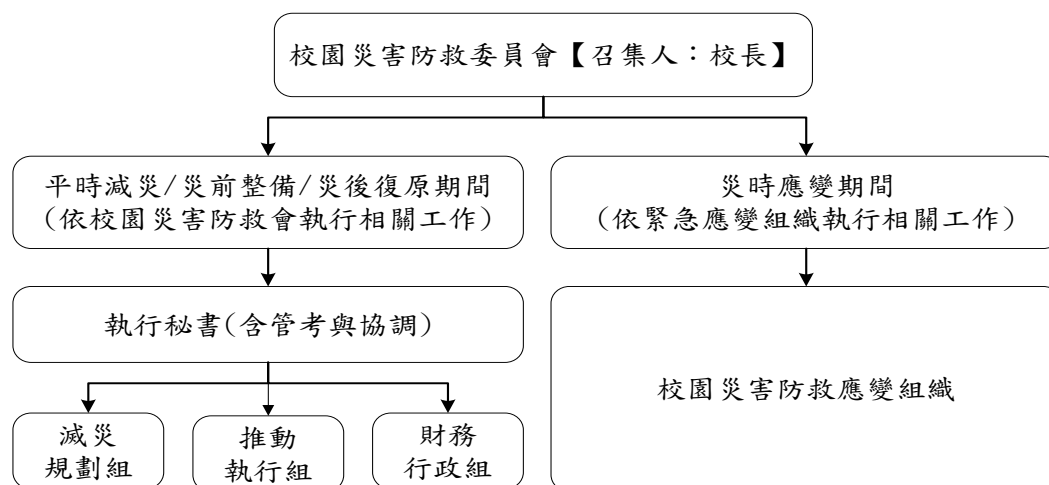 校園災害防救委員會【召集人：校長】
平時減災/災前整備/災後復原期間
(依校園災害防救會執行相關工作)
災時應變期間
(依緊急應變組織執行相關工作)
執行秘書(含管考與協調)
校園災害防救應變組織
減災
規劃組
推動
執行組
財務
行政組